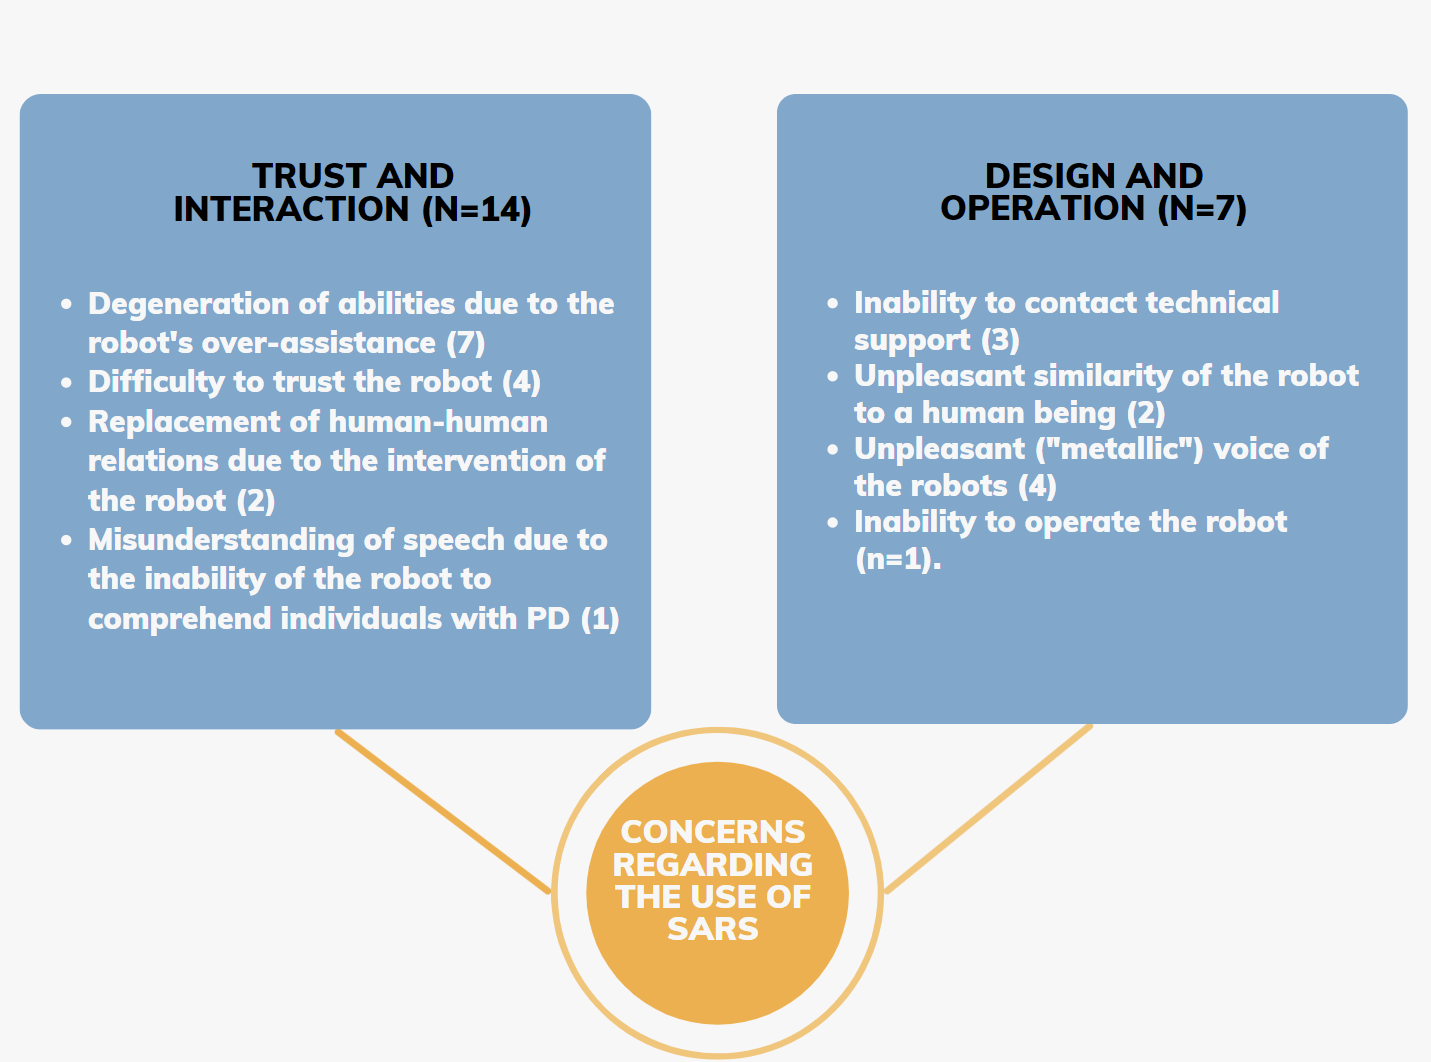 TRUST AND
INTERACTION (N=14)
• Degeneration of abilities due to the
robot's over-assistance (7)
• Difficulty to trust the robot (4)
• Replacement of human-human
relations due to the intervention of
the robot (2)
• Misunderstanding of speech due to
the inability of the robot to
comprehend individuals with PD (1)
DESIGN AND
OPERATION (N=7)
• Inability to contact technical
support (3)
• Unpleasant similarity of the robot
to a human being (2)
• Unpleasant ("metallic") voice of
the robots (4)
• Inability to operate the robot
(n=1).
CONCERNS
REGARDING
THE USE OF
SARS